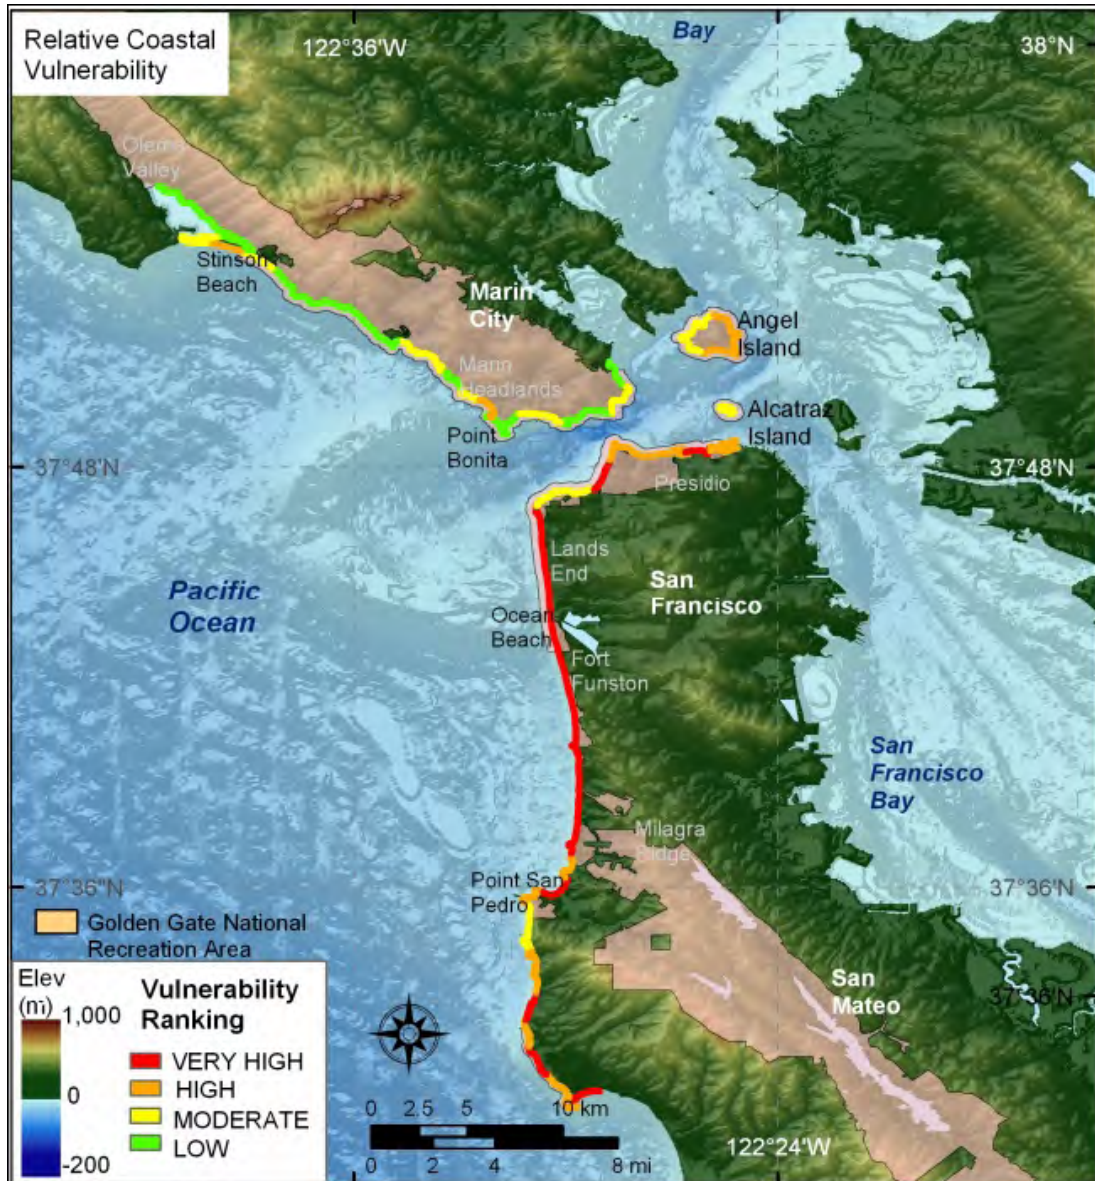 Relative Coastal
Vulnerability
122°36'W
Bay
38°N
Olema
Valley
Stinson
Beach
Marin
City
Angel
Island
Marin
Headlands
Alcatraz
Island
Point
Bonita
37°48'N
37°48'N
Presidio
Lands
End
San
Francisco
Pacific
Ocean
Ocean
Beach
Fort
Funston
San
Francisco
Bay
Milagra
Ridge
37°36'N
Point San
Pedro
37°36'N
Golden Gate National
Recreation Area
San
Mateo
37°36'N
Elev
(m)
1,000
0
-200
Vulnerability
Ranking
VERY HIGH
HIGH
MODERATE
LOW
0 2.5 5 10 km
0 2 4 8 mi
122°24'W